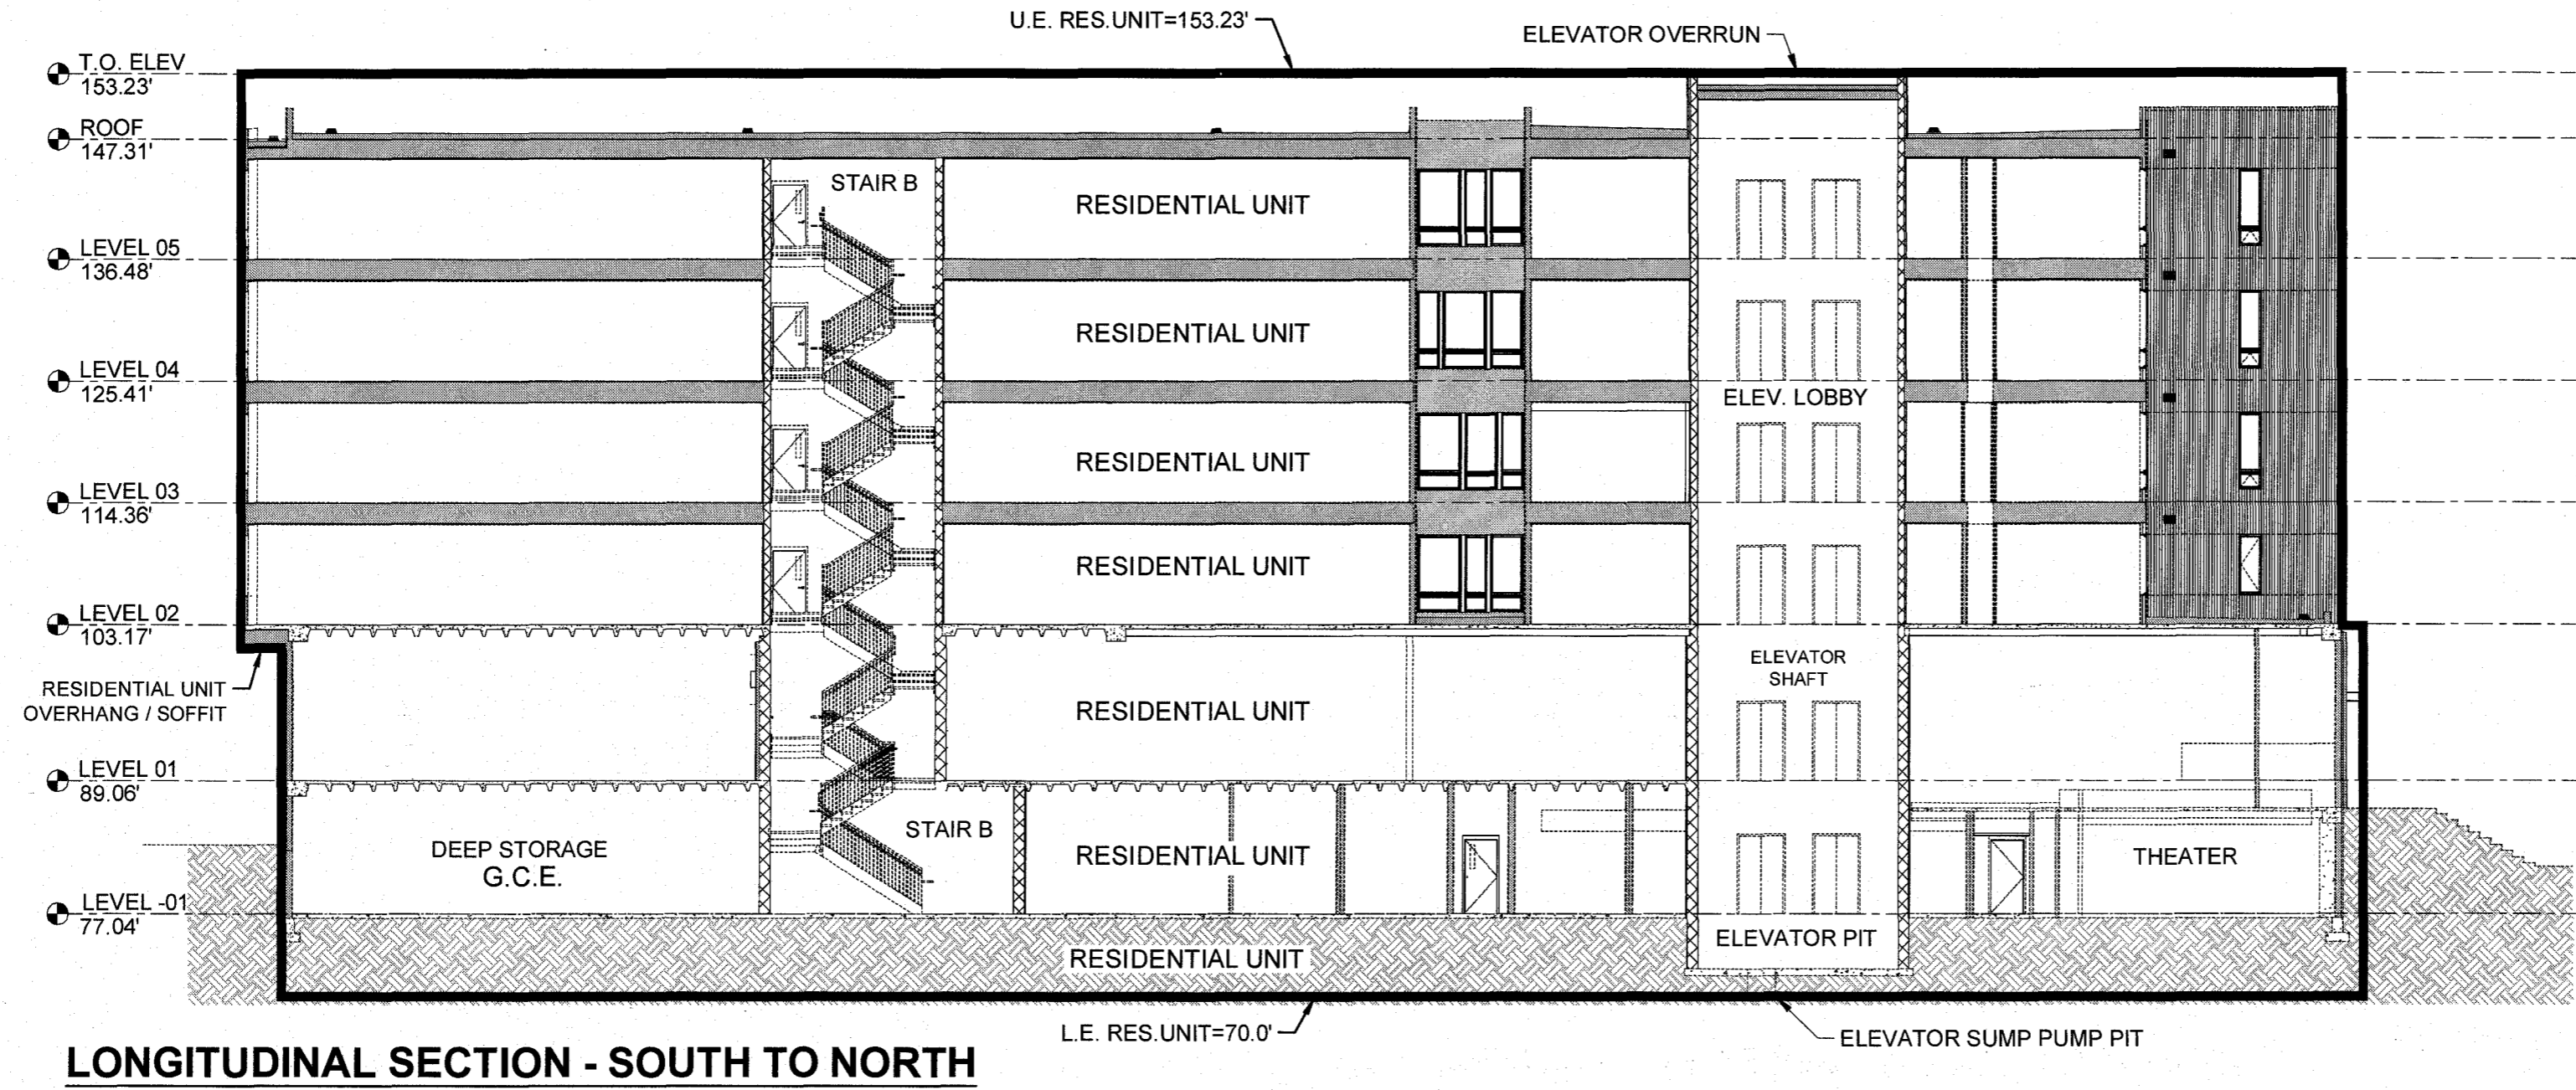 U.E. RES.UNIT=153.23'
ELEVATOR OVERRUN
T.O. ELEV
153.23'
ROOF
147.31'
STAIR B
RESIDENTIAL UNIT
LEVEL 05
136.48'
RESIDENTIAL UNIT
LEVEL 04
125.41'
ELEV. LOBBY
RESIDENTIAL UNIT
LEVEL 03
114.36'
RESIDENTIAL UNIT
LEVEL 02
103.17'
ELEVATOR
SHAFT
RESIDENTIAL UNIT
OVERHANG / SOFFIT
RESIDENTIAL UNIT
LEVEL 01
89.06'
STAIR B
DEEP STORAGE
G.C.E.
RESIDENTIAL UNIT
THEATER
LEVEL -01
77.04'
ELEVATOR PIT
RESIDENTIAL UNIT
L.E. RES.UNIT=70.0'
ELEVATOR SUMP PUMP PIT
LONGITUDINAL SECTION - SOUTH TO NORTH